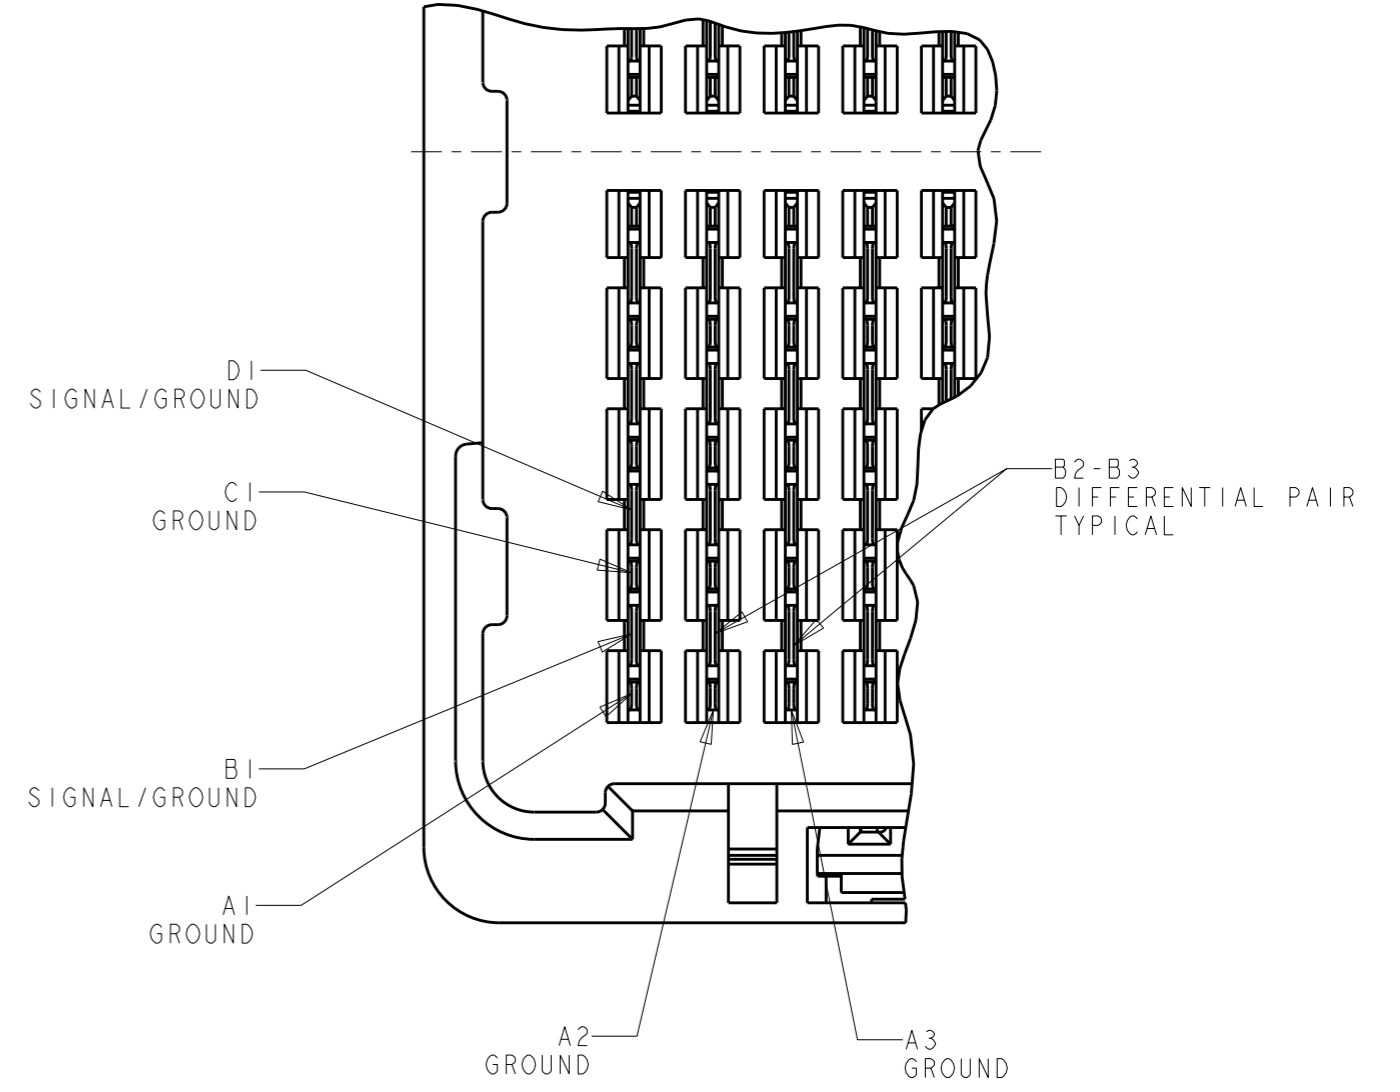 D1
SIGNAL/GROUND
C1
GROUND
B2-B3
DIFFERENTIAL PAIR
TYPICAL
B1
SIGNAL/GROUND
A1
GROUND
A2
GROUND
A3
GROUND